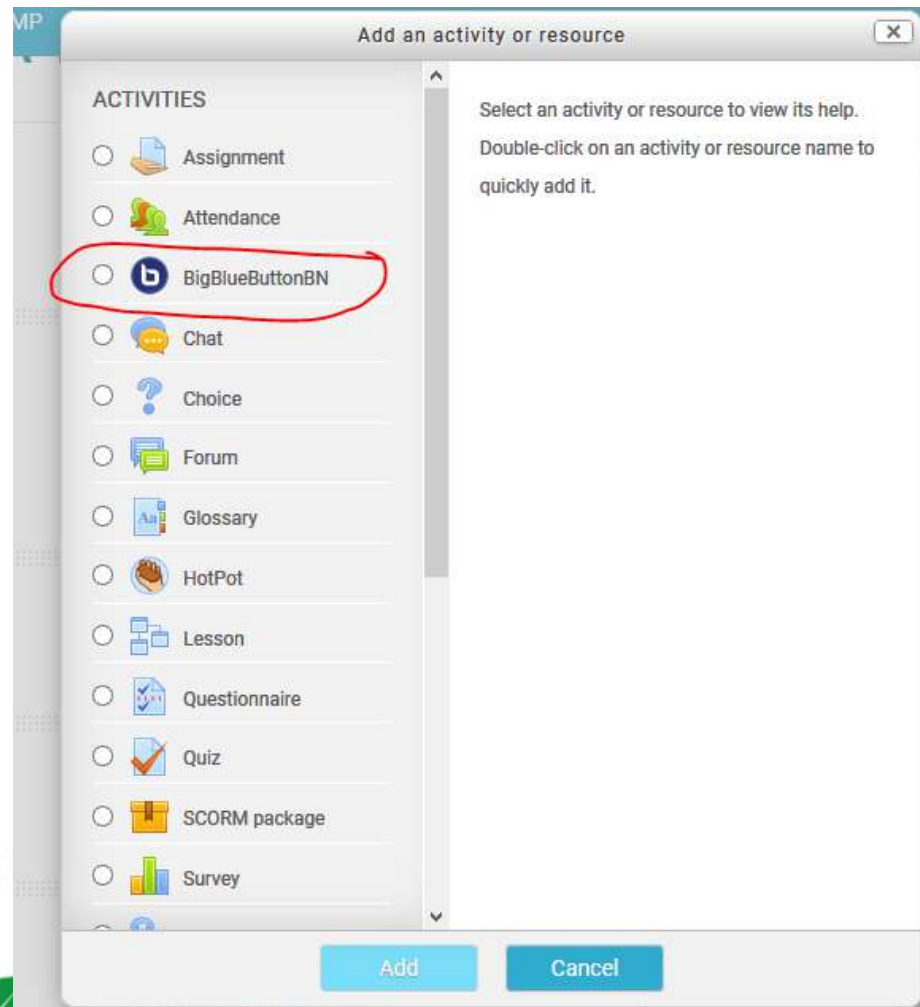 MP
Add an activity or resource
ACTIVITIES
Assignment
Attendance
BigBlueButtonBN
Chat
Choice
Forum
Glossary
HotPot
Lesson
Questionnaire
Quiz
SCORM package
Survey
Select an activity or resource to view its help.
Double-click on an activity or resource name to
quickly add it.
Add
Cancel